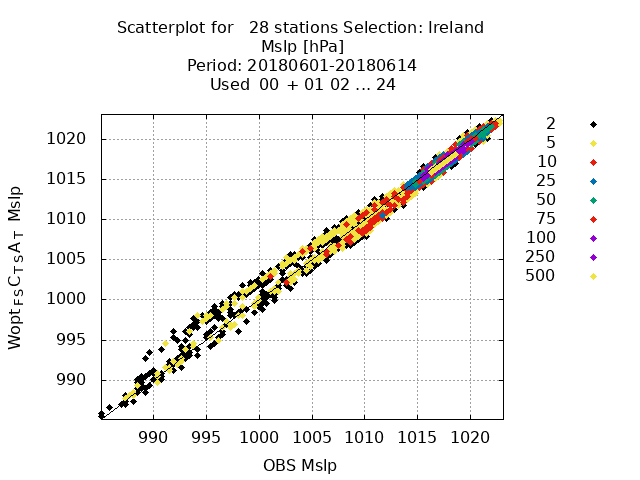 Scatterplot for 28 stations Selection: Ireland
Mslp [hPa]
Period: 20180601-20180614
Used 00 + 01 02 ... 24
1020
1015
1010
1005
1000
995
990
Wopt FSCTSAT Mslp
990 995 1000 1005 1010 1015 1020
OBS Mslp
2
5
10
25
50
75
100
250
500